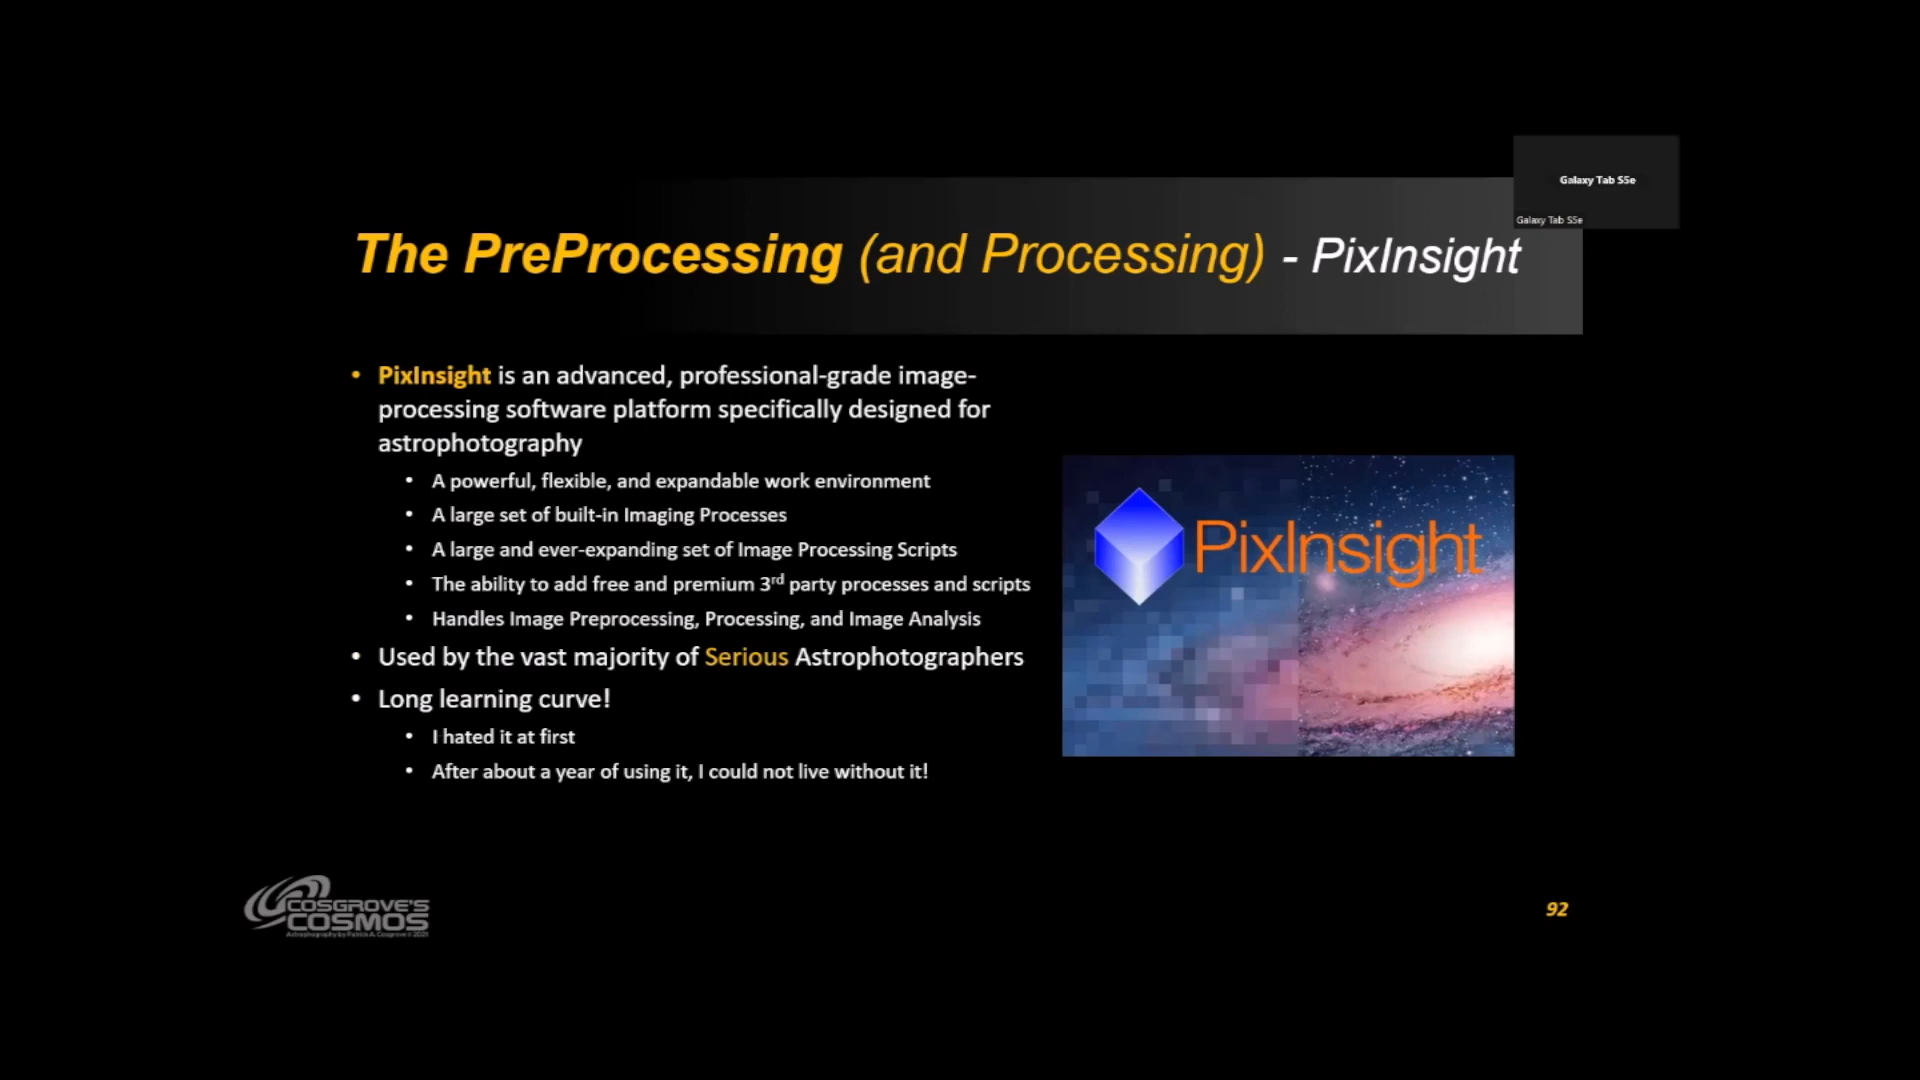 Galaxy Tab S5e
Galaxy Tab S5e
The PreProcessing (and Processing) - PixInsight
• PixInsight is an advanced, professional-grade image-
processing software platform specifically designed for
astrophotography
• A powerful, flexible, and expandable work environment
• A large set of built-in Imaging Processes
• A large and ever-expanding set of Image Processing Scripts
• The ability to add free and premium 3rd party processes and scripts
• Handles Image Preprocessing, Processing, and Image Analysis
• Used by the vast majority of Serious Astrophotographers
• Long learning curve!
• I hated it at first
• After about a year of using it, I could not live without it!
PixInsight
COSGROVE'S
COSMOS
Astrophotography by Patrick A. Cosgrove © 2021
92